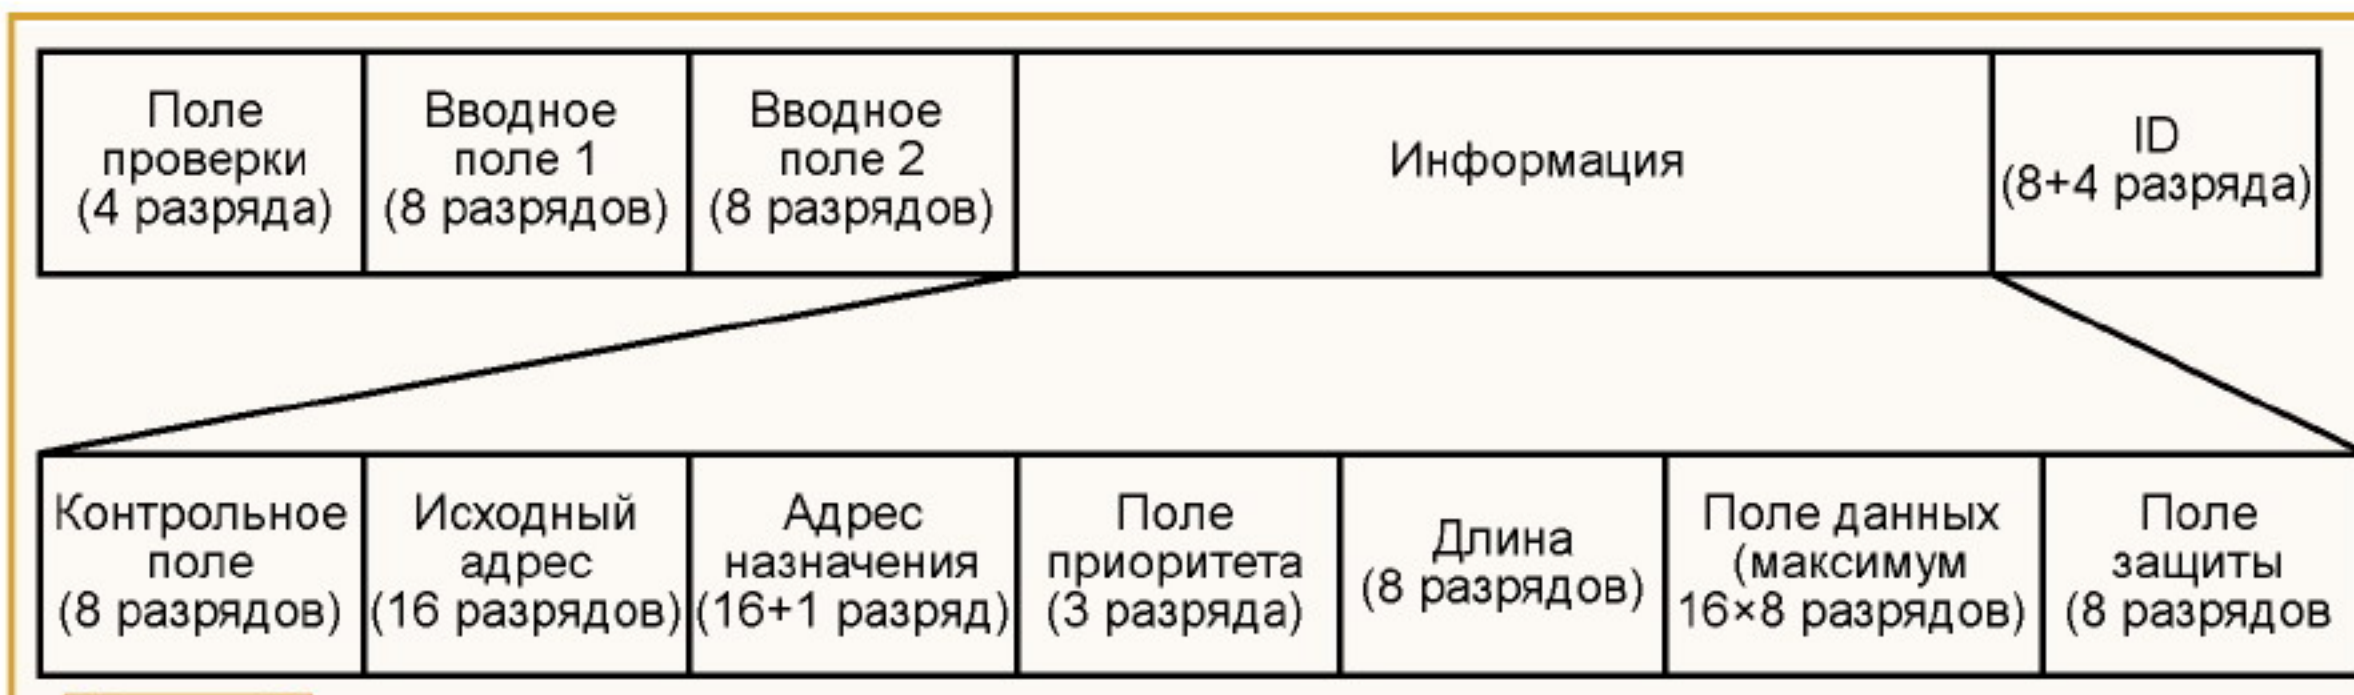 Поле
проверки
(4 разряда)
Вводное
поле 1
(8 разрядов)
Вводное
поле 2
(8 разрядов)
Информация
ID
(8+4 разряда)
Контрольное
поле
(8 разрядов)
Исходный
адрес
(16 разрядов)
Адрес
назначения
(16+1 разряд)
Поле
приоритета
(3 разряда)
Длина
(8 разрядов)
Поле данных
(максимум
16×8 разрядов)
Поле
защиты
(8 разрядов